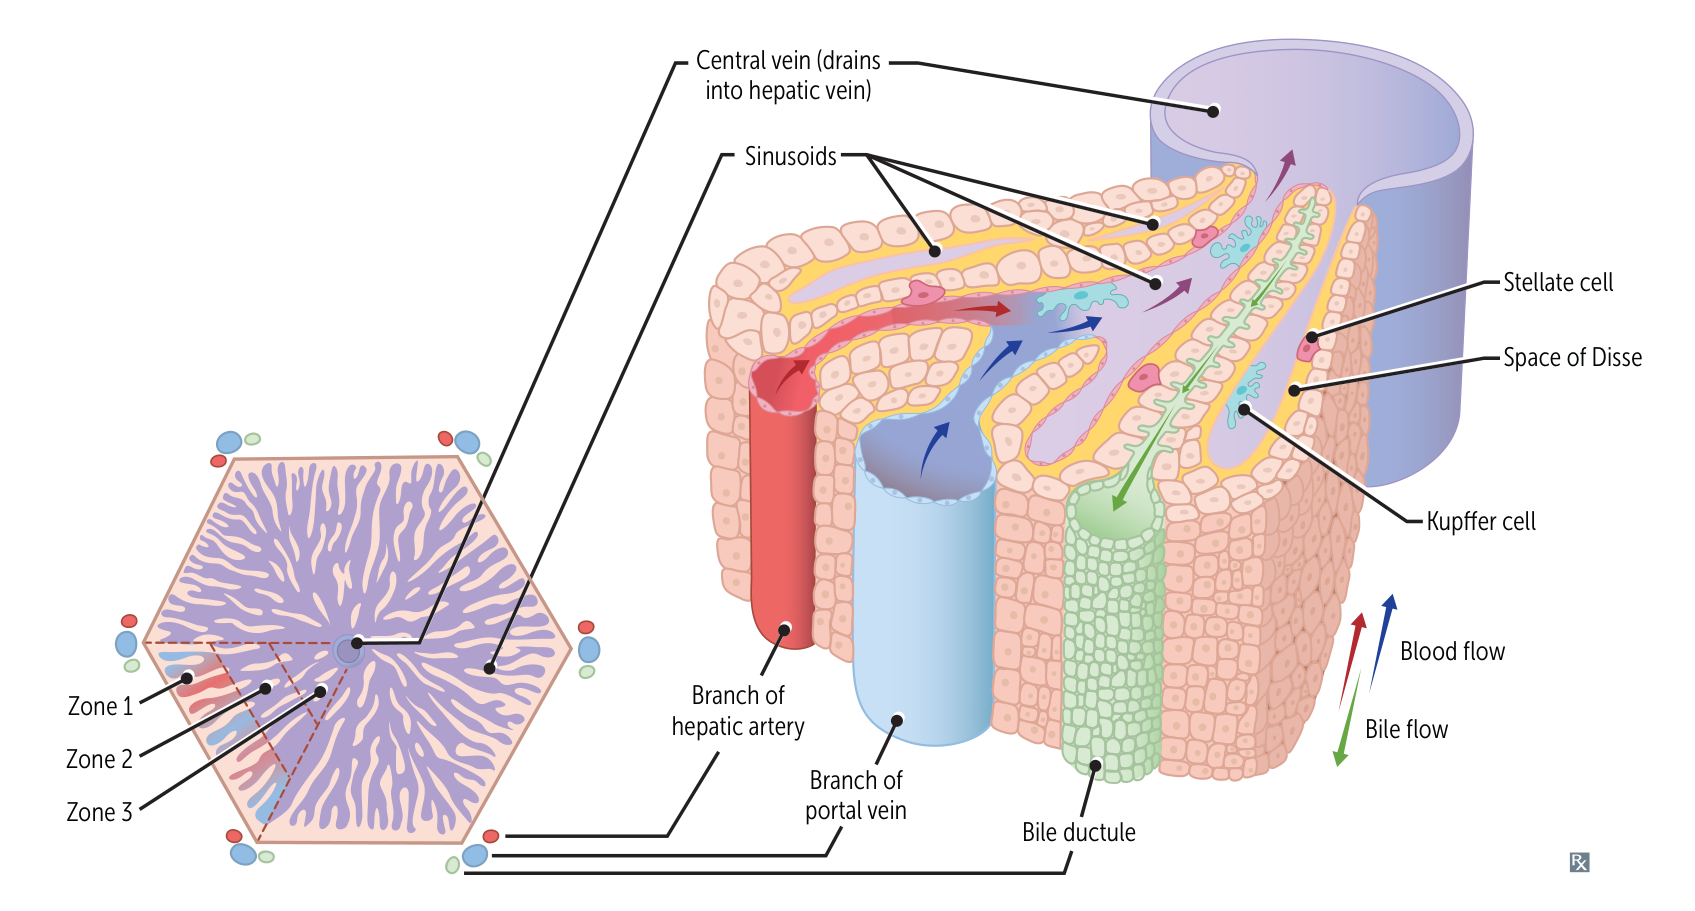 Central vein (drains
into hepatic vein)
Sinusoids
Stellate cell
Space of Disse
Kupffer cell
Zone 1
Zone 2
Zone 3
Branch of
hepatic artery
Branch of
portal vein
Bile ductule
Blood flow
Bile flow
Rx